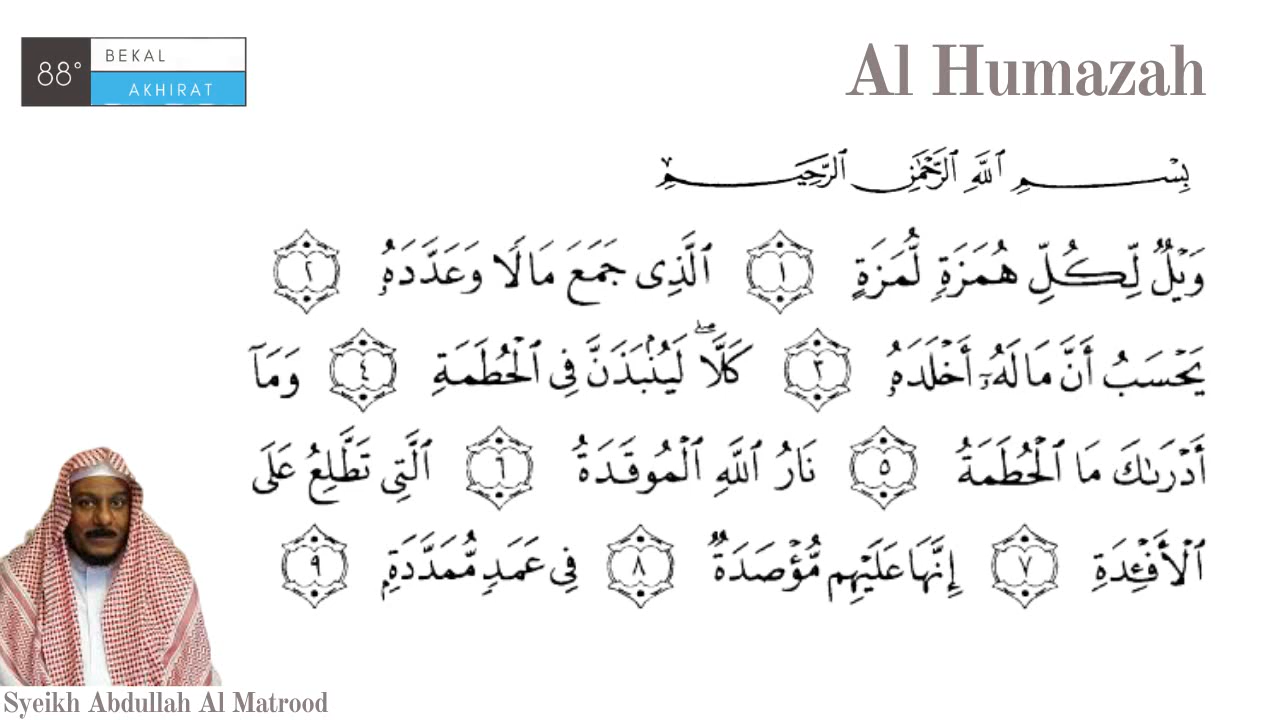 88°
BEKAL
AKHIRAT
Al Humazah
بِسْمِ ٱللَّهِ ٱلرَّحْمَٰنِ ٱلرَّحِيمِ
وَيْلٌ لِّكُلِّ هُمَزَةٍ لُّمَزَةٍ ١ ٱلَّذِى جَمَعَ مَالًا وَعَدَّدَهُۥ ٢
يَحْسَبُ أَنَّ مَالَهُۥٓ أَخْلَدَهُۥ ٣ كَلَّا ۖ لَيُنۢبَذَنَّ فِى ٱلْحُطَمَةِ ٤ وَمَآ
أَدْرَىٰكَ مَا ٱلْحُطَمَةُ ٥ نَارُ ٱللَّهِ ٱلْمُوقَدَةُ ٦ ٱلَّتِى تَطَّلِعُ عَلَى
ٱلْأَفْـِٔدَةِ ٧ إِنَّهَا عَلَيْهِم مُّؤْصَدَةٌ ٨ فِى عَمَدٍ مُّمَدَّدَةٍۭ ٩
Syeikh Abdullah Al Matrood